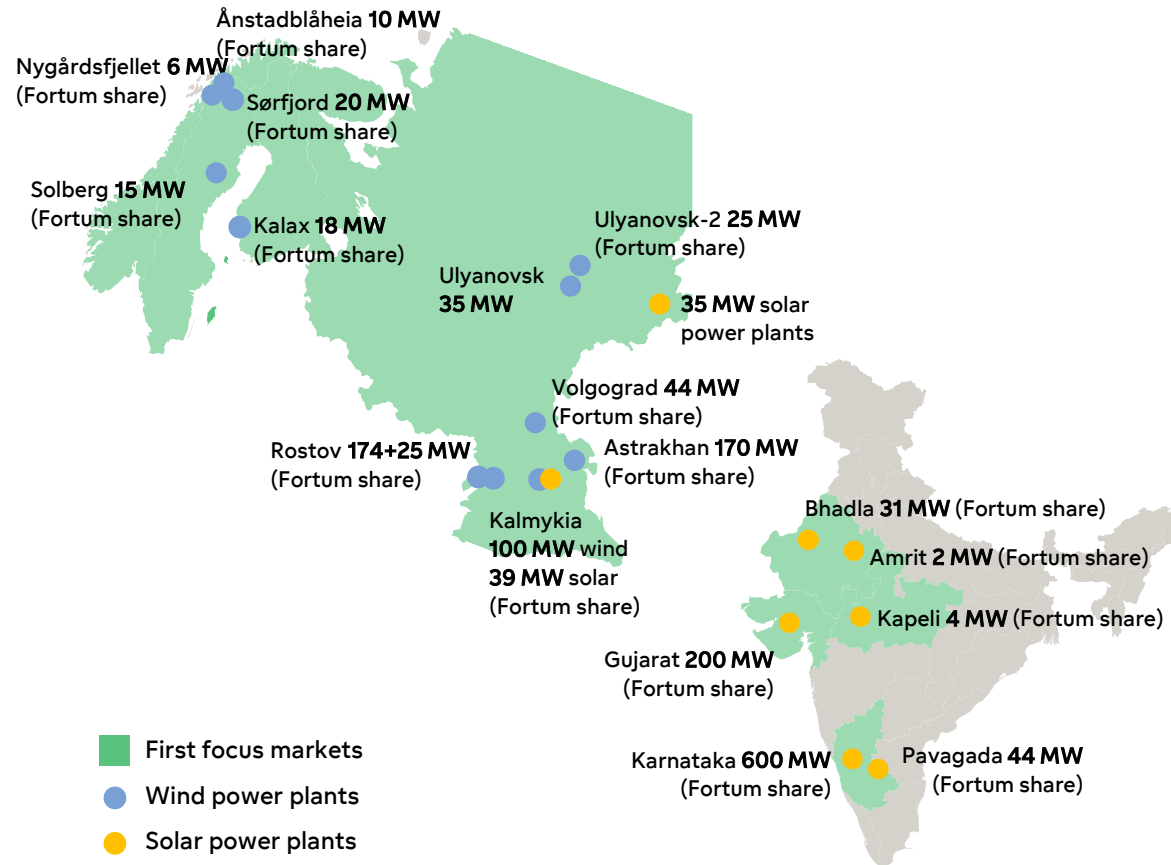 Ånstadblåheia 10 MW
(Fortum share)
Nygårdsfjellet 6 MW
(Fortum share)
Sørfjord 20 MW
(Fortum share)
Solberg 15 MW
(Fortum share)
Kalax 18 MW
(Fortum share)
Ulyanovsk-2 25 MW
(Fortum share)
Ulyanovsk
35 MW
35 MW solar
power plants
Volgograd 44 MW
(Fortum share)
Rostov 174+25 MW
(Fortum share)
Astrakhan 170 MW
(Fortum share)
Kalmykia
100 MW wind
39 MW solar
(Fortum share)
Bhadla 31 MW (Fortum share)
Amrit 2 MW (Fortum share)
Kapeli 4 MW (Fortum share)
Gujarat 200 MW
(Fortum share)
Karnataka 600 MW
(Fortum share)
Pavagada 44 MW
(Fortum share)
First focus markets
Wind power plants
Solar power plants